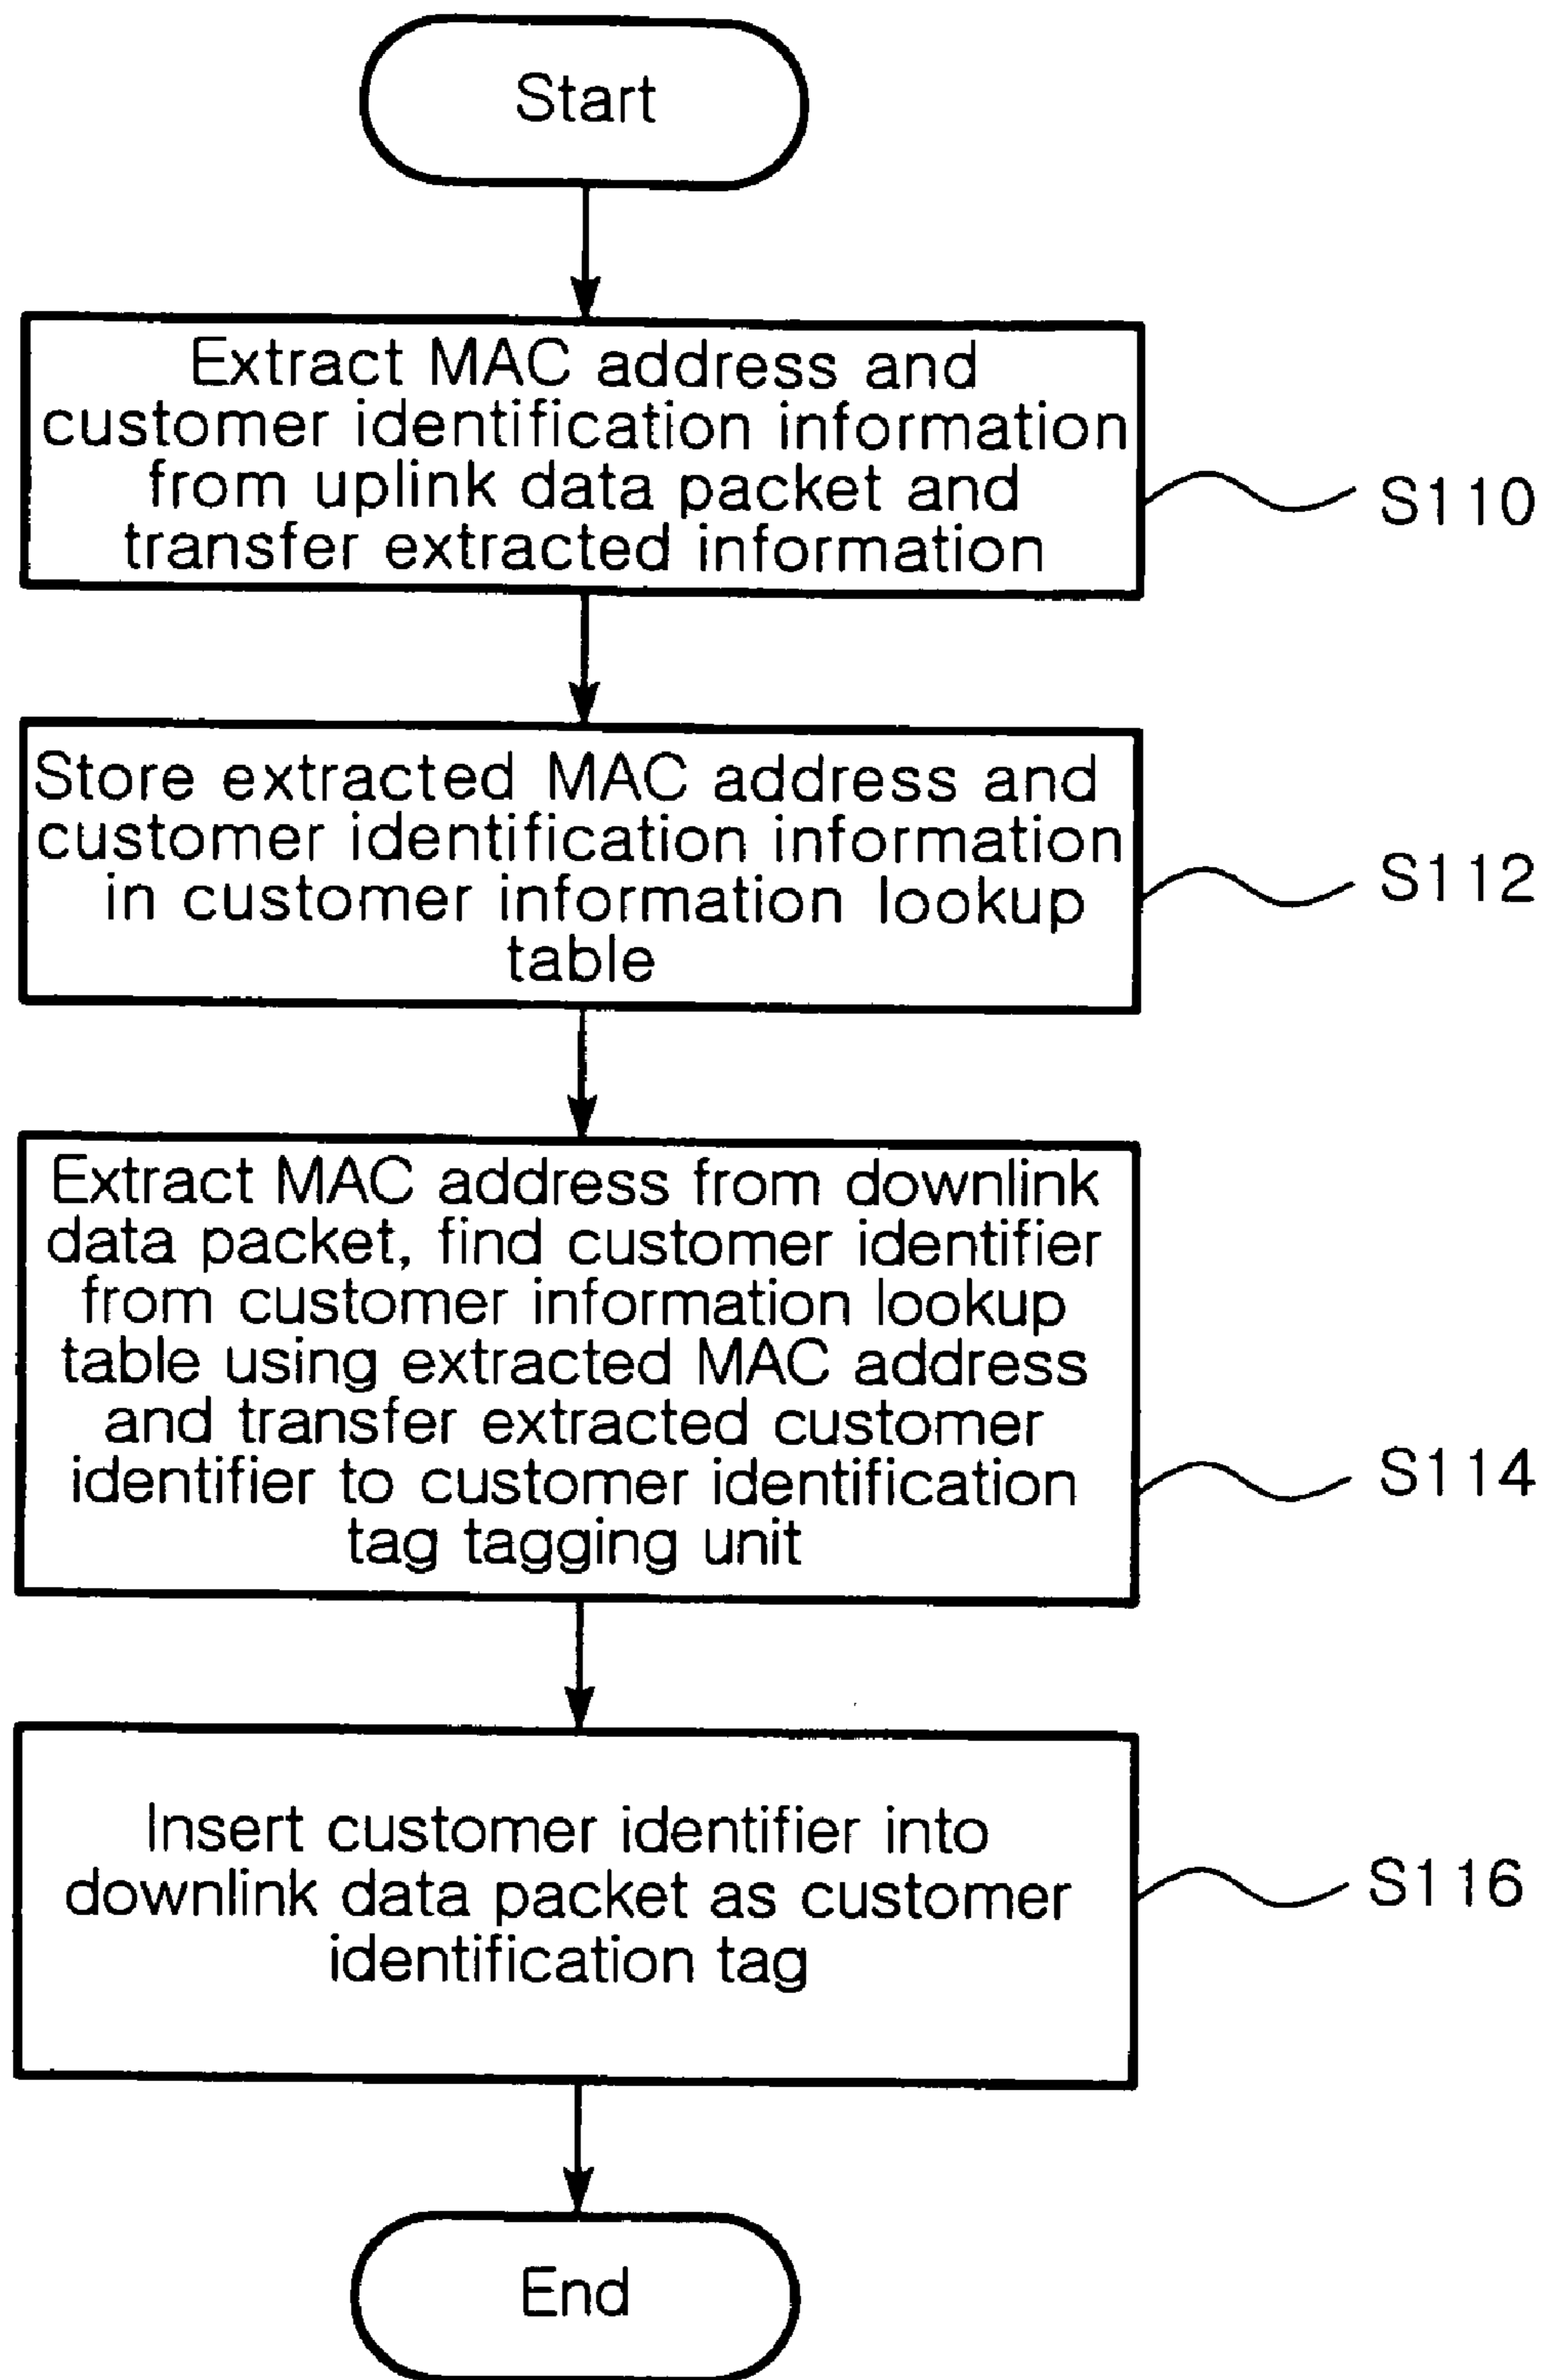 Start
Extract MAC address and
customer identification information
from uplink data packet and
transfer extracted information
S110
Store extracted MAC address and
customer identification information
in customer information lookup
table
S112
Extract MAC address from downlink
data packet, find customer identifier
from customer information lookup
table using extracted MAC address
and transfer extracted customer
identifier to customer identification
tag tagging unit
S114
Insert customer identifier into
downlink data packet as customer
identification tag
S116
End